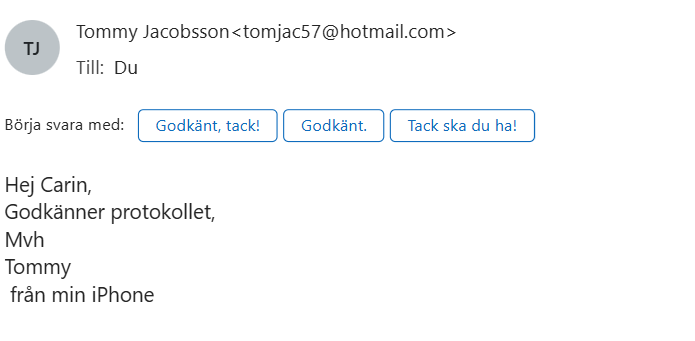 TJ
Tommy Jacobsson<tomjac57@hotmail.com>
Till: Du
Börja svara med: Godkänt, tack! Godkänt. Tack ska du ha!
Hej Carin,
Godkänner protokollet,
Mvh
Tommy
från min iPhone